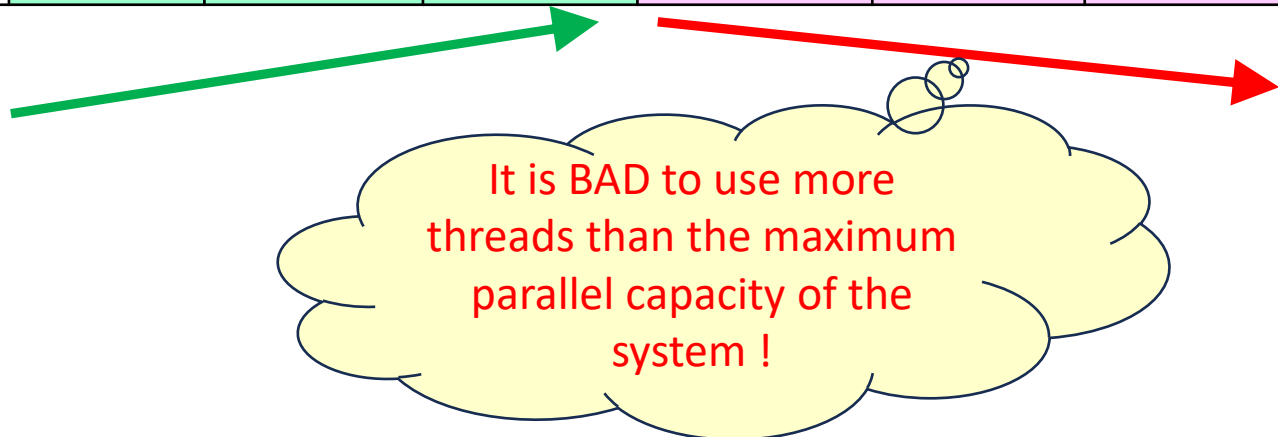 It is BAD to use more
threads than the maximum
parallel capacity of the
system !